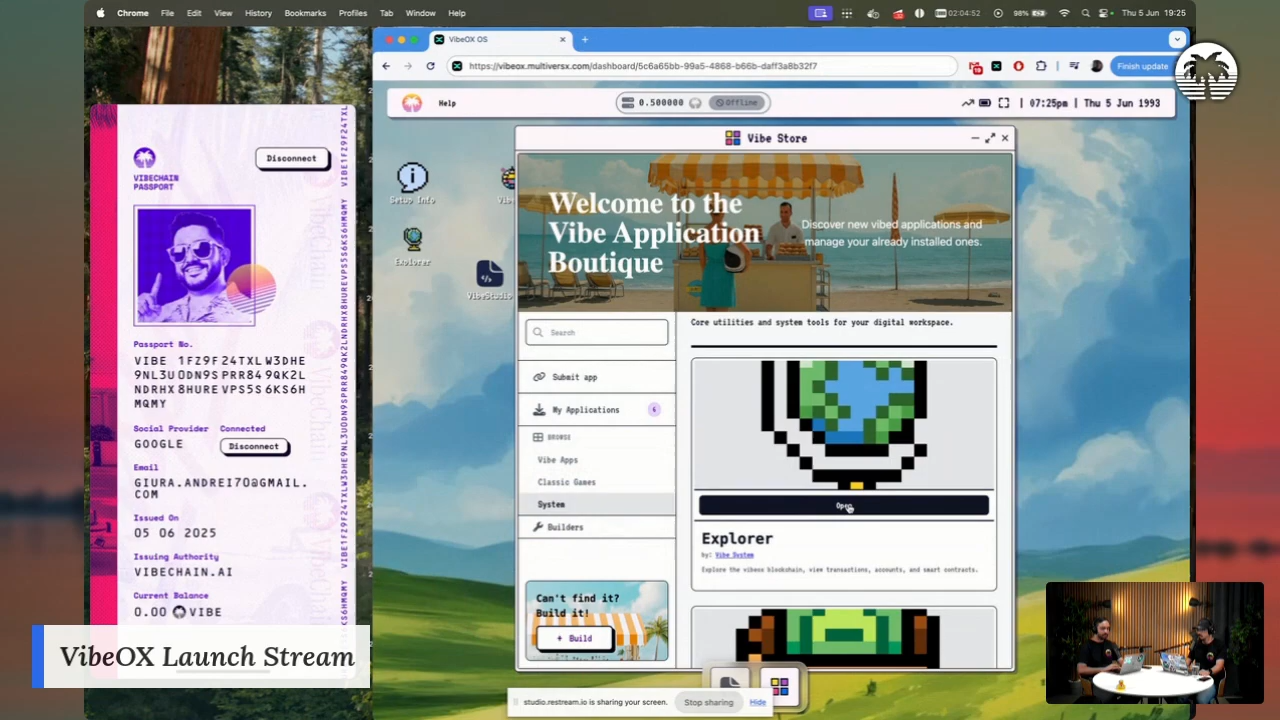 Chrome File Edit View History Bookmarks Profiles Tab Window Help
02:04:52 98% Thu 5 Jun 19:25
VibeOX OS
https://vibeox.multiversx.com/dashboard/5c6a65bb-99a5-4868-b66b-daff3a8b32f7
Finish update
Help
0.500000 Offline
07:25pm | Thu 5 Jun 1993
VIBECHAIN
PASSPORT
Disconnect
Passport No.
VIBE 1FZ9F24TXLW3DHE
9NL3U0DN9SPRR849QK2L
NDRHX8HUREVPS5S6KS6H
MQMY
Social Provider Connected
GOOGLE Disconnect
Email
GIURA.ANDREI70@GMAIL.
COM
Issued On
05 06 2025
Issuing Authority
VIBECHAIN.AI
Current Balance
0.00 VIBE
VibeOX Launch Stream
Setup Info
Explorer
VibeStudio
Vibe Store
Welcome to the
Vibe Application
Boutique
Discover new vibed applications and
manage your already installed ones.
Search
Submit app
My Applications 6
BROWSE
Vibe Apps
Classic Games
System
Builders
Can't find it?
Build it!
+ Build
Core utilities and system tools for your digital workspace.
Open
Explorer
by: Vibe System
Explore the vibeox blockchain, view transactions, accounts, and smart contracts.
studio.restream.io is sharing your screen. Stop sharing Hide